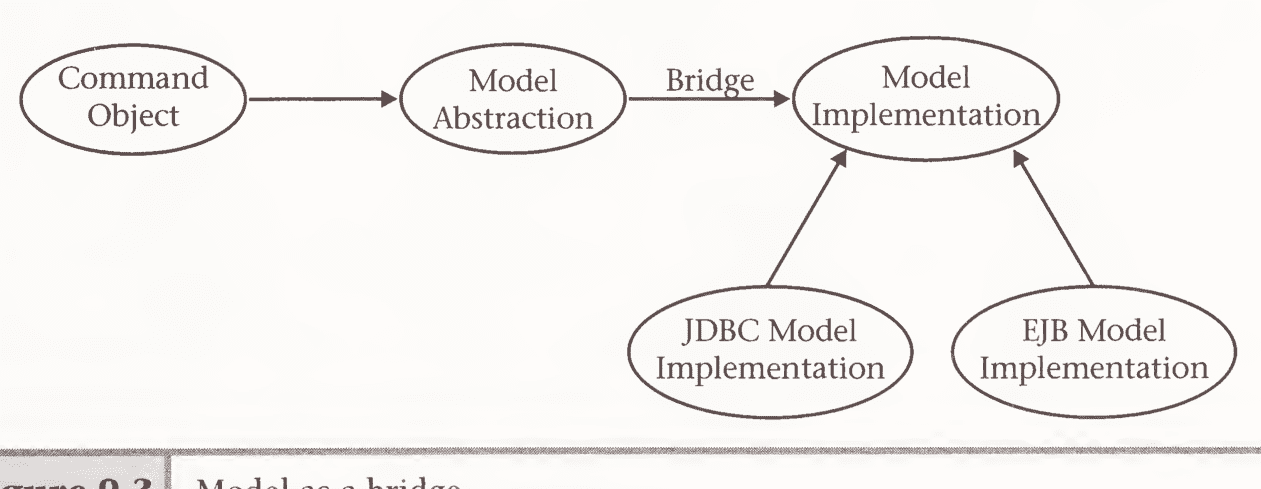 Command
Object
Model
Abstraction
Bridge
Model
Implementation
JDBC Model
Implementation
EJB Model
Implementation
Model as a bridge